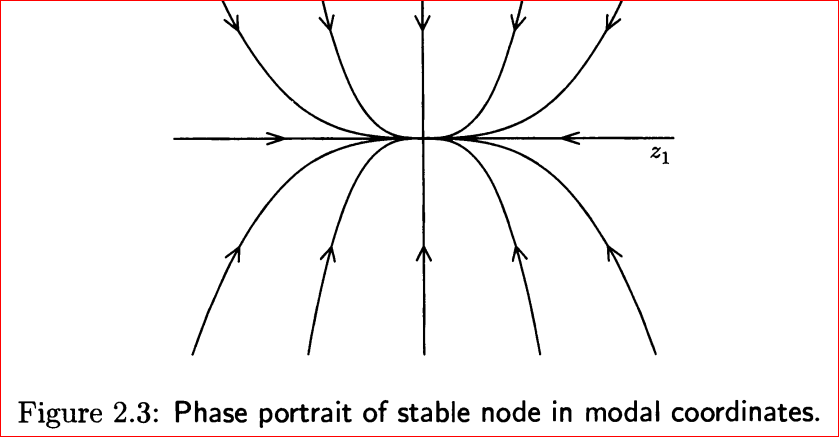 z₁
Figure 2.3: Phase portrait of stable node in modal coordinates.